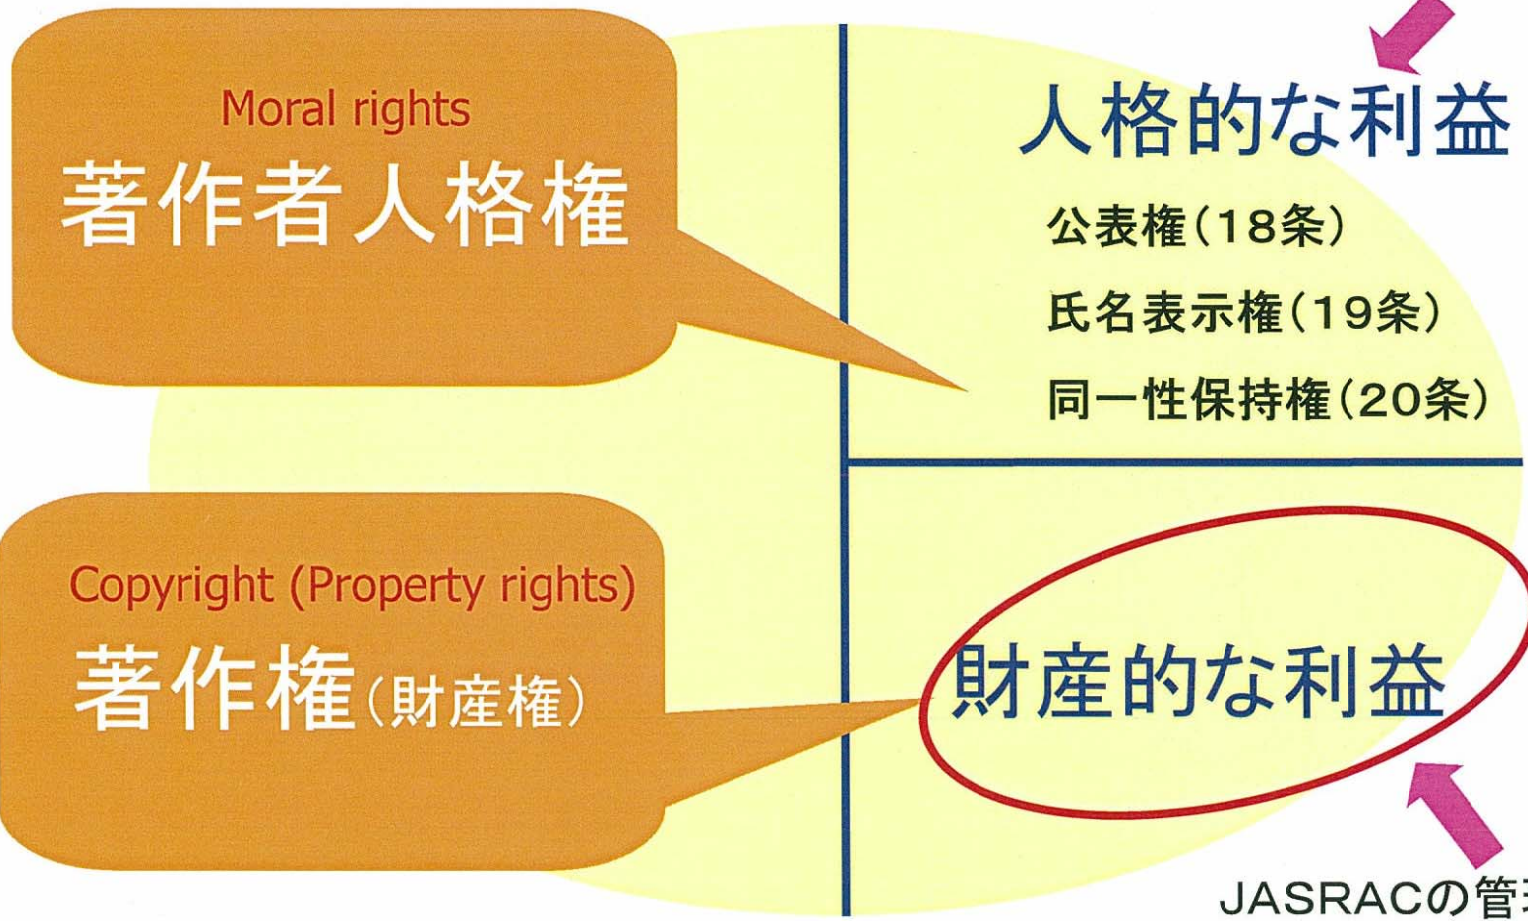 Moral rights
著作者人格権
人格的な利益
公表権(18条)
氏名表示権(19条)
同一性保持権(20条)
Copyright (Property rights)
著作権(財産権)
財産的な利益
JASRACの管